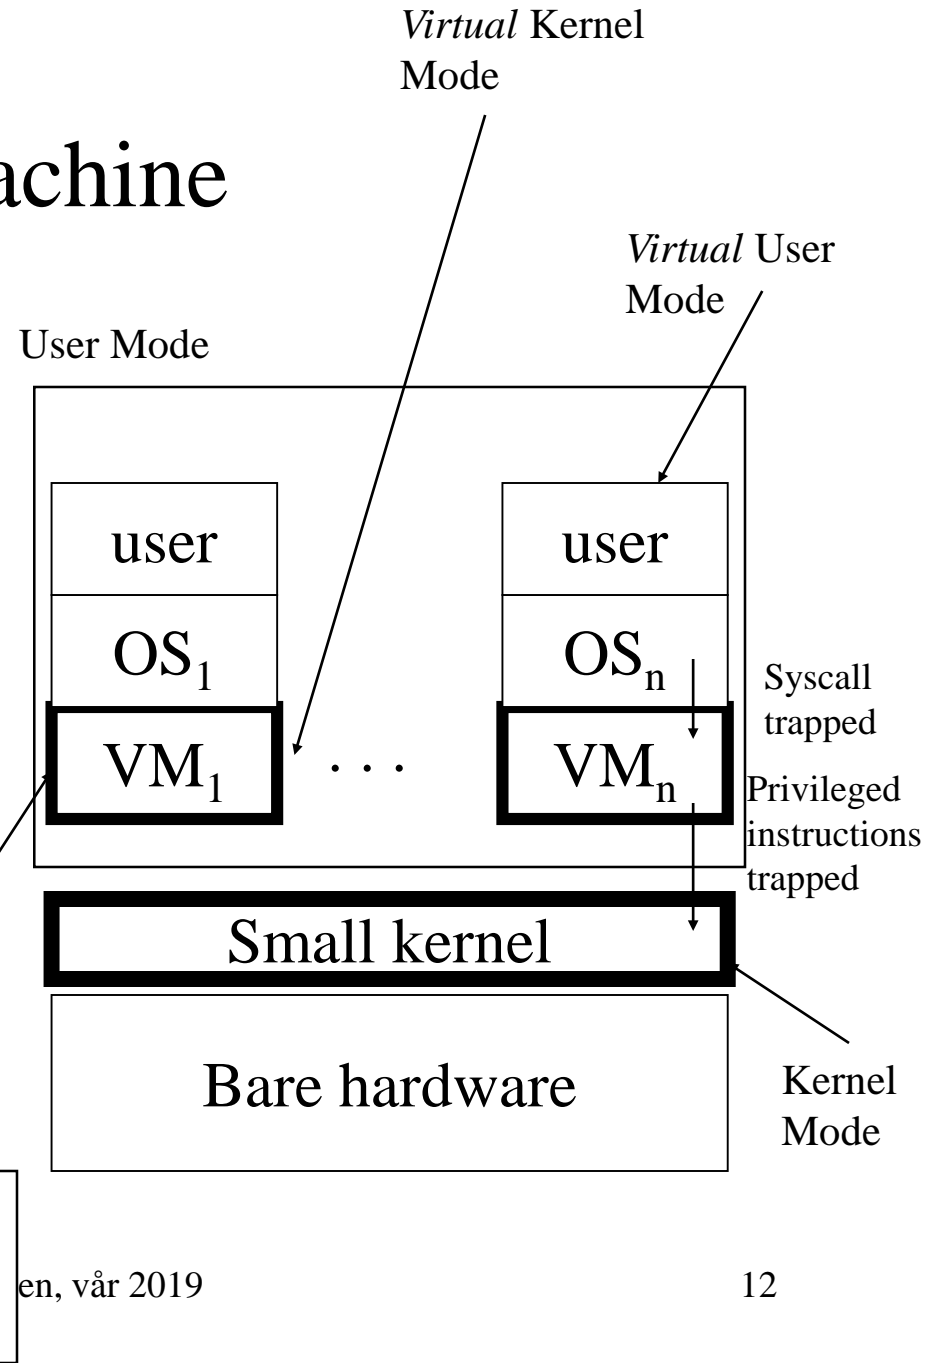 Virtual Kernel
Mode
achine
Virtual User
Mode
User Mode
user
user
OS1
OSn
Syscall
trapped
VM1
. . .
VMn
Privileged
instructions
trapped
Small kernel
Bare hardware
Kernel
Mode
en, vår 2019
12